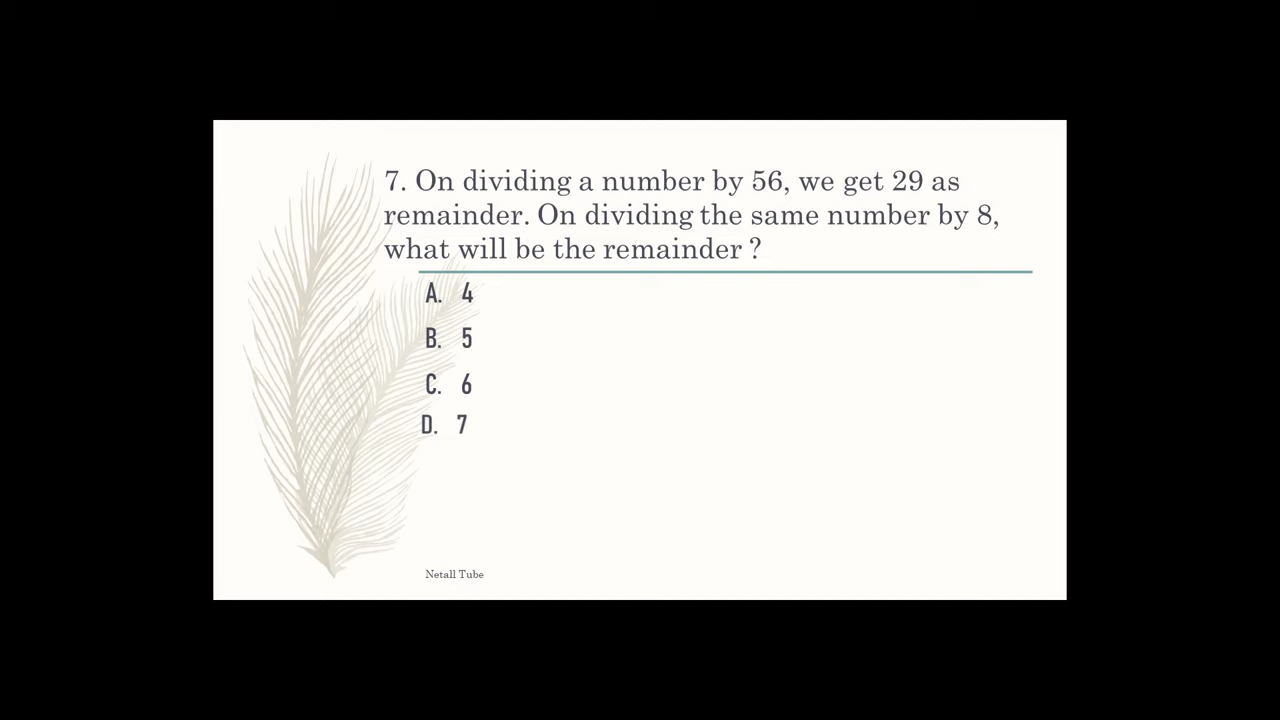 7. On dividing a number by 56, we get 29 as
remainder. On dividing the same number by 8,
what will be the remainder ?
A. 4
B. 5
C. 6
D. 7
Netall Tube